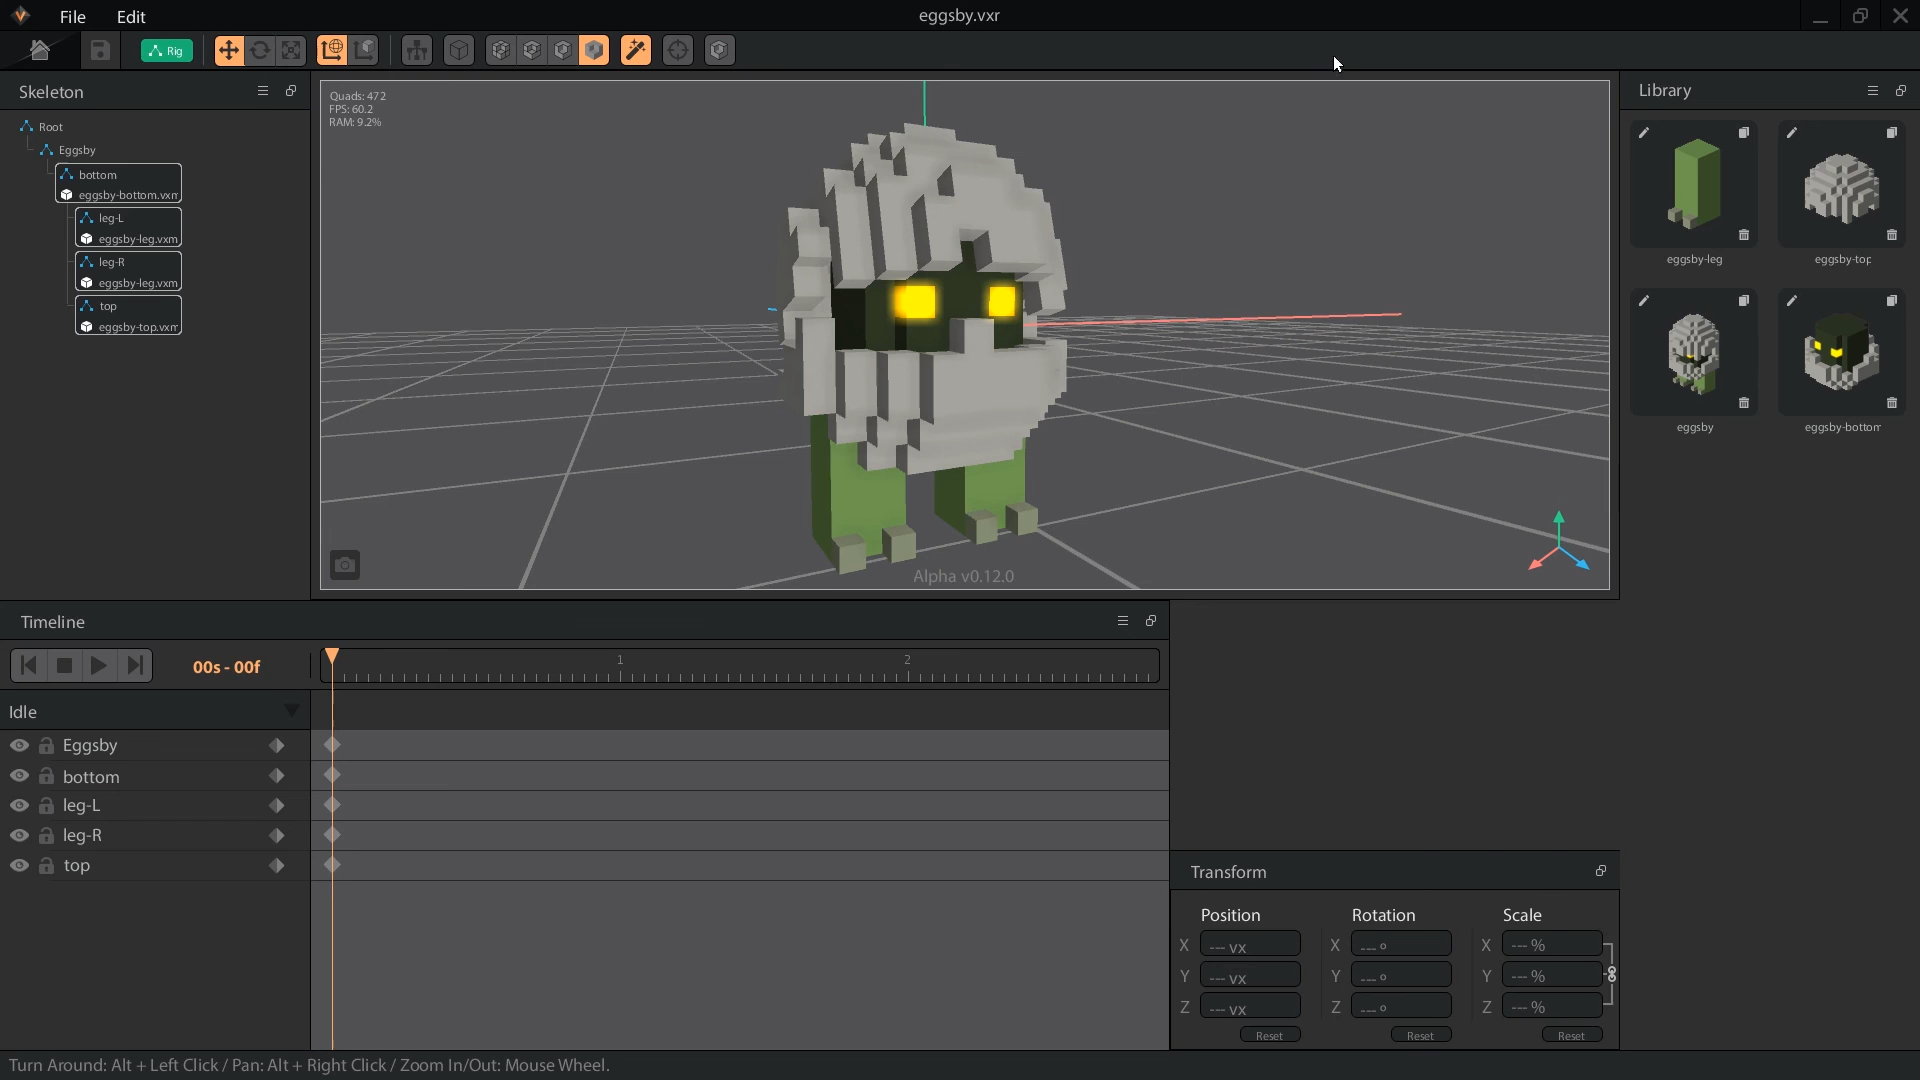 File Edit eggsby.vxr
Rig
Skeleton
Root
Eggsby
bottom
eggsby-bottom.vxm
leg-L
eggsby-leg.vxm
leg-R
eggsby-leg.vxm
top
eggsby-top.vxm
Quads: 472
FPS: 60.2
RAM: 9.2%
Alpha v0.12.0
Library
eggsby-leg eggsby-top
eggsby eggsby-bottom
Timeline
00s - 00f
1 2
Idle
Eggsby
bottom
leg-L
leg-R
top
Transform
Position Rotation Scale
X --- vx X --- ° X --- %
Y --- vx Y --- ° Y --- %
Z --- vx Z --- ° Z --- %
Reset Reset Reset
Turn Around: Alt + Left Click / Pan: Alt + Right Click / Zoom In/Out: Mouse Wheel.